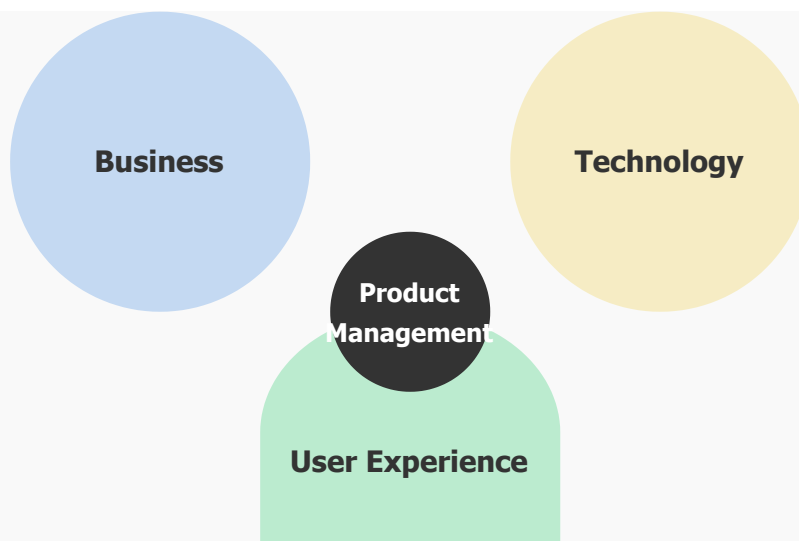 Business
Technology
Product
Management
User Experience